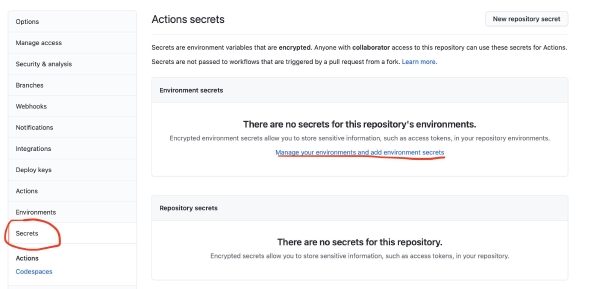 Options
Manage access
Security & analysis
Branches
Webhooks
Notifications
Integrations
Deploy keys
Actions
Environments
Secrets
Actions
Codespaces
Actions secrets
New repository secret
Secrets are environment variables that are encrypted. Anyone with collaborator access to this repository can use these secrets for Actions.
Secrets are not passed to workflows that are triggered by a pull request from a fork. Learn more.
Environment secrets
There are no secrets for this repository's environments.
Encrypted environment secrets allow you to store sensitive information, such as access tokens, in your repository environments.
Manage your environments and add environment secrets
Repository secrets
There are no secrets for this repository.
Encrypted secrets allow you to store sensitive information, such as access tokens, in your repository.